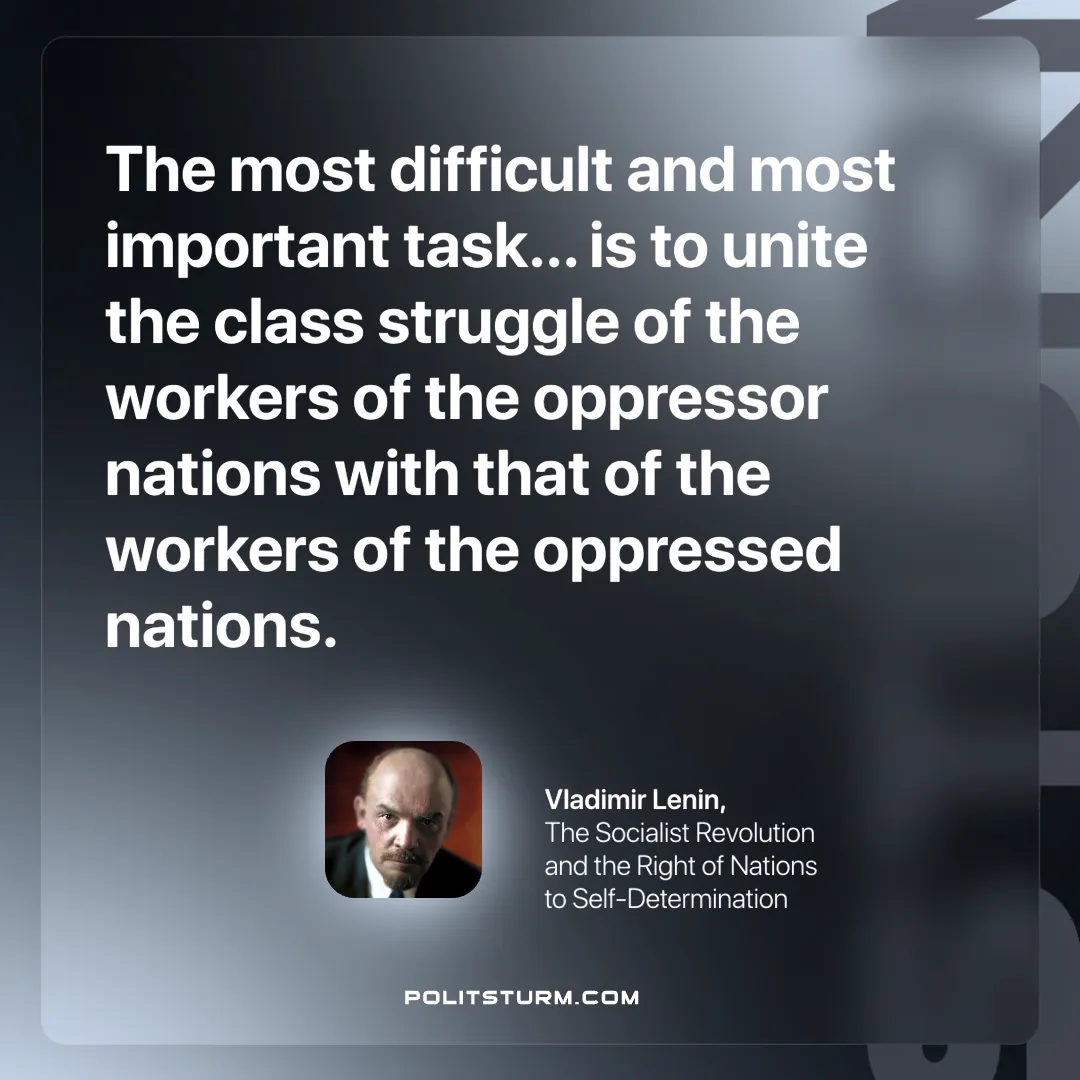 The most difficult and most
important task... is to unite
the class struggle of the
workers of the oppressor
nations with that of the
workers of the oppressed
nations.
Vladimir Lenin,
The Socialist Revolution
and the Right of Nations
to Self-Determination
POLITSTURM.COM